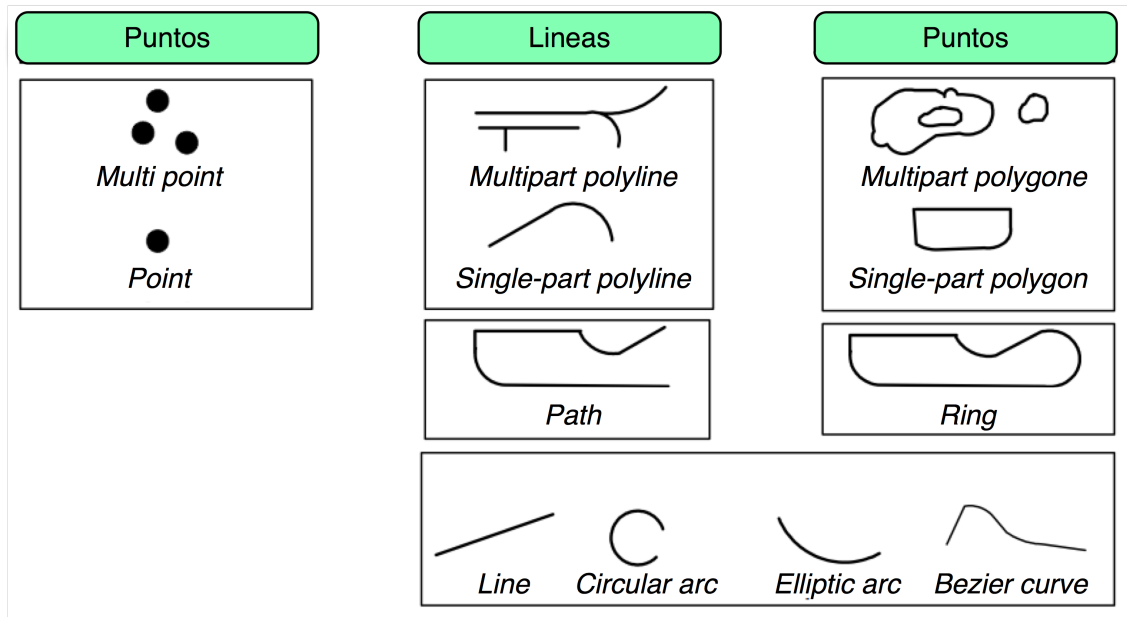 Puntos
Lineas
Puntos
Multi point
Point
Multipart polyline
Single-part polyline
Multipart polygone
Single-part polygon
Path
Ring
Line
Circular arc
Elliptic arc
Bezier curve